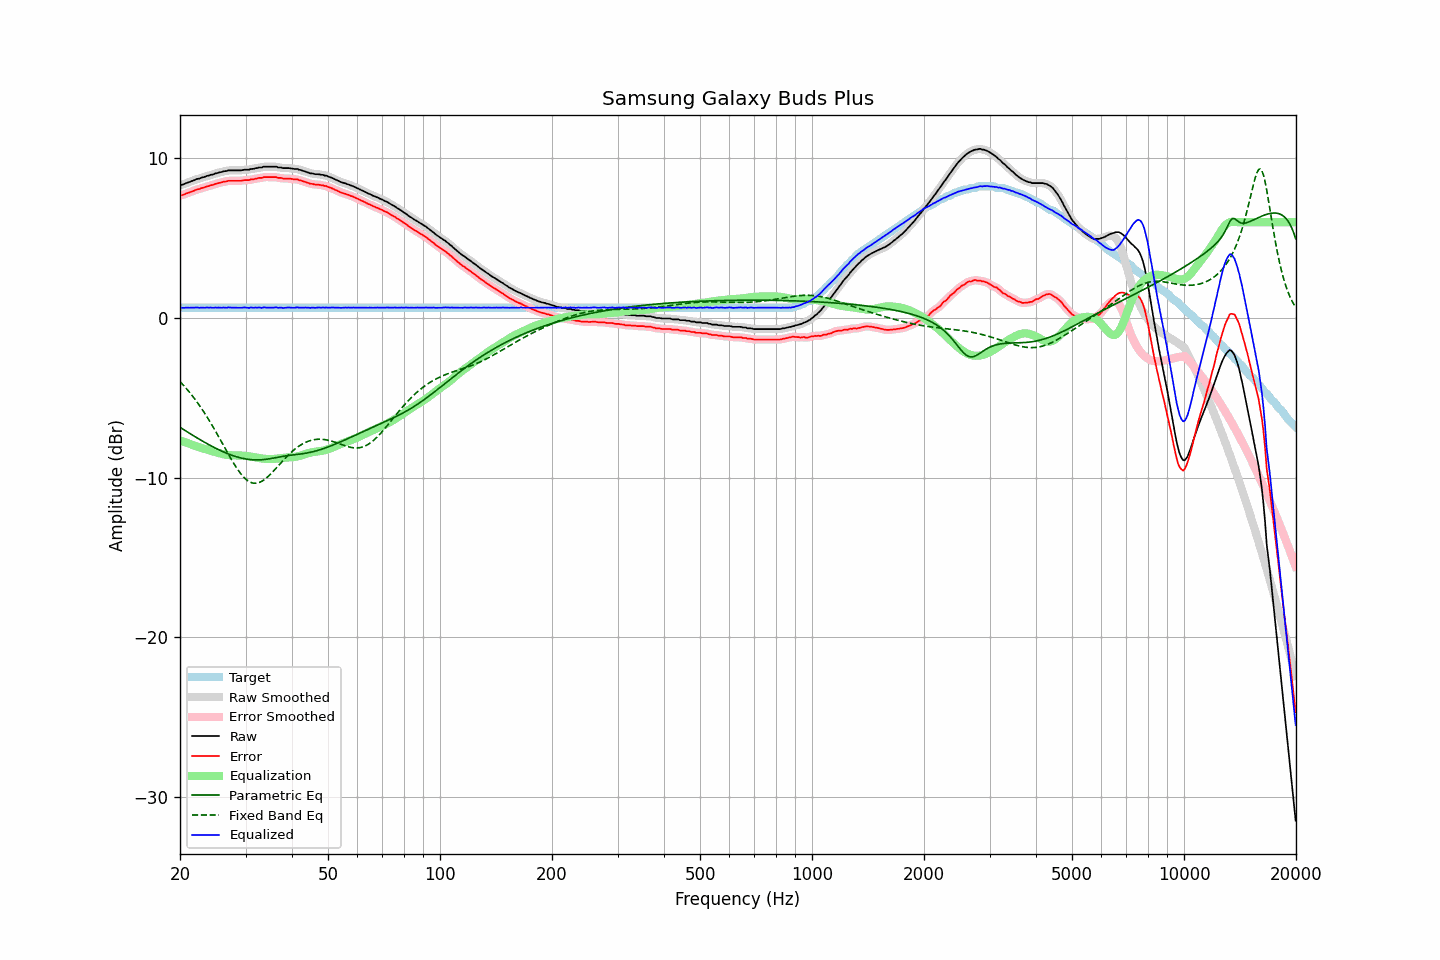 Samsung Galaxy Buds Plus
Amplitude (dBr)
10
0
−10
−20
−30
Target
Raw Smoothed
Error Smoothed
Raw
Error
Equalization
Parametric Eq
Fixed Band Eq
Equalized
20 50 100 200 500 1000 2000 5000 10000 20000
Frequency (Hz)